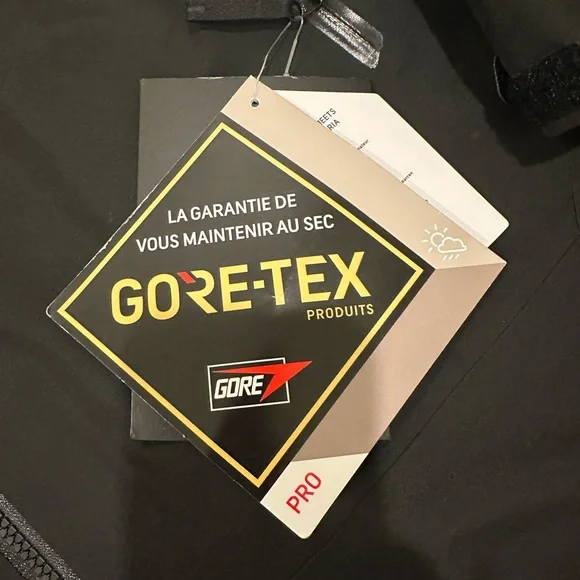 LA GARANTIE DE
VOUS MAINTENIR AU SEC
GORE-TEX
PRODUITS
GORE
PRO